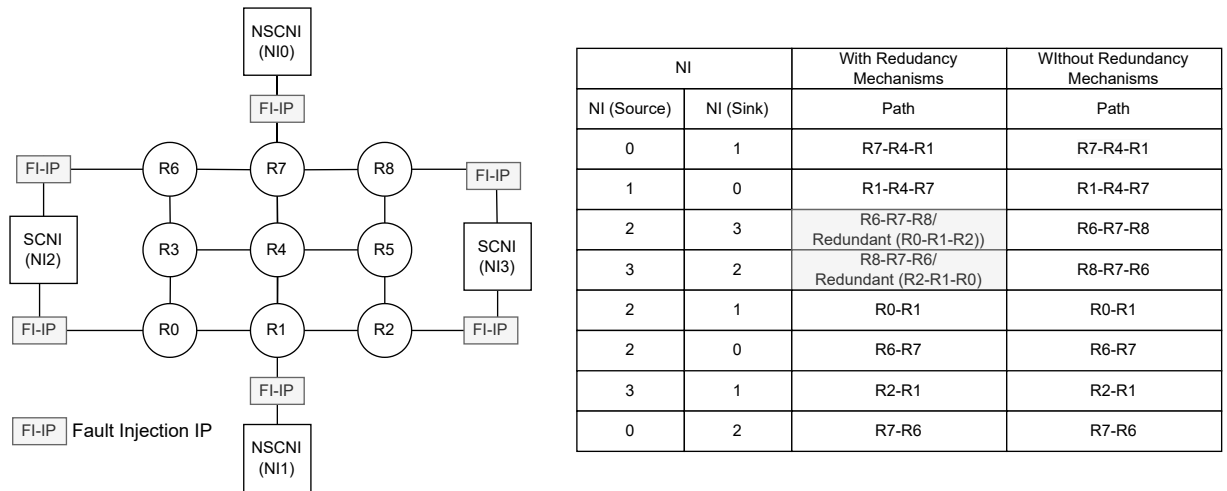 NSCNI
(NI0)
FI-IP
FI-IP
R6
R7
R8
FI-IP
SCNI
(NI2)
R3
R4
R5
SCNI
(NI3)
FI-IP
R0
R1
R2
FI-IP
FI-IP
FI-IP Fault Injection IP
NSCNI
(NI1)
NI
With Redudancy
Mechanisms
WIthout Redundancy
Mechanisms
NI (Source) NI (Sink) Path Path
0 1 R7-R4-R1 R7-R4-R1
1 0 R1-R4-R7 R1-R4-R7
2 3 R6-R7-R8/
Redundant (R0-R1-R2)) R6-R7-R8
3 2 R8-R7-R6/
Redundant (R2-R1-R0) R8-R7-R6
2 1 R0-R1 R0-R1
2 0 R6-R7 R6-R7
3 1 R2-R1 R2-R1
0 2 R7-R6 R7-R6